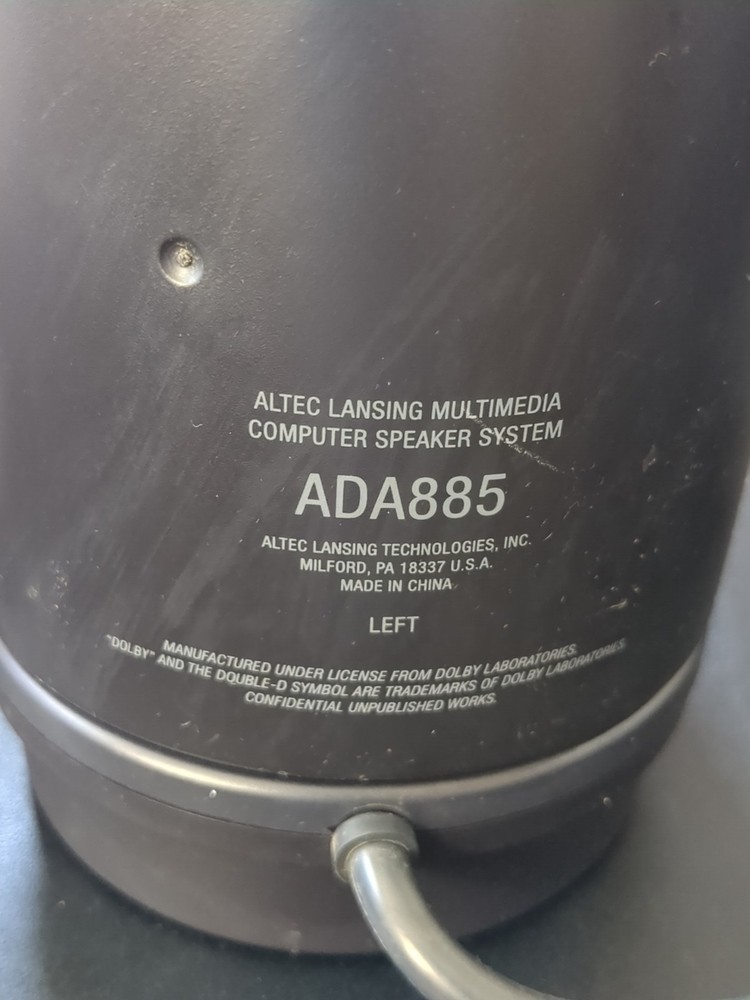 ALTEC LANSING MULTIMEDIA
COMPUTER SPEAKER SYSTEM
ADA885
ALTEC LANSING TECHNOLOGIES, INC.
MILFORD, PA 18337 U.S.A.
MADE IN CHINA
LEFT
MANUFACTURED UNDER LICENSE FROM DOLBY LABORATORIES.
"DOLBY" AND THE DOUBLE-D SYMBOL ARE TRADEMARKS OF DOLBY LABORATORIES.
CONFIDENTIAL UNPUBLISHED WORKS.